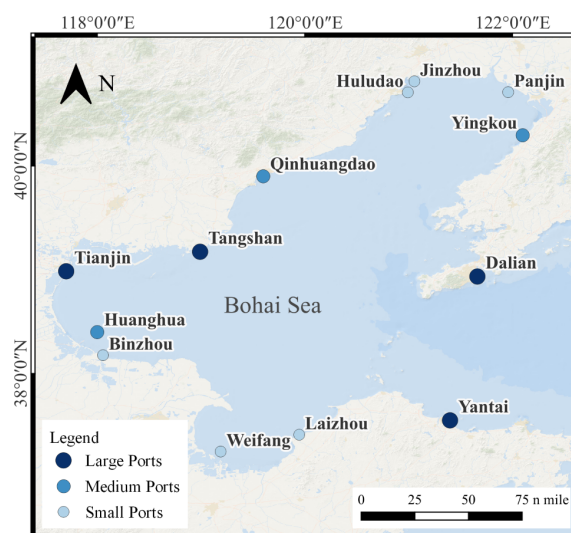 118°0′0″E
120°0′0″E
122°0′0″E
N
Jinzhou
Huludao
Panjin
Yingkou
40°0′0″N
Qinhuangdao
Tangshan
Tianjin
Dalian
Bohai Sea
Huanghua
Binzhou
38°0′0″N
Yantai
Laizhou
Weifang
Legend
Large Ports
Medium Ports
Small Ports
0 25 50 75 n mile